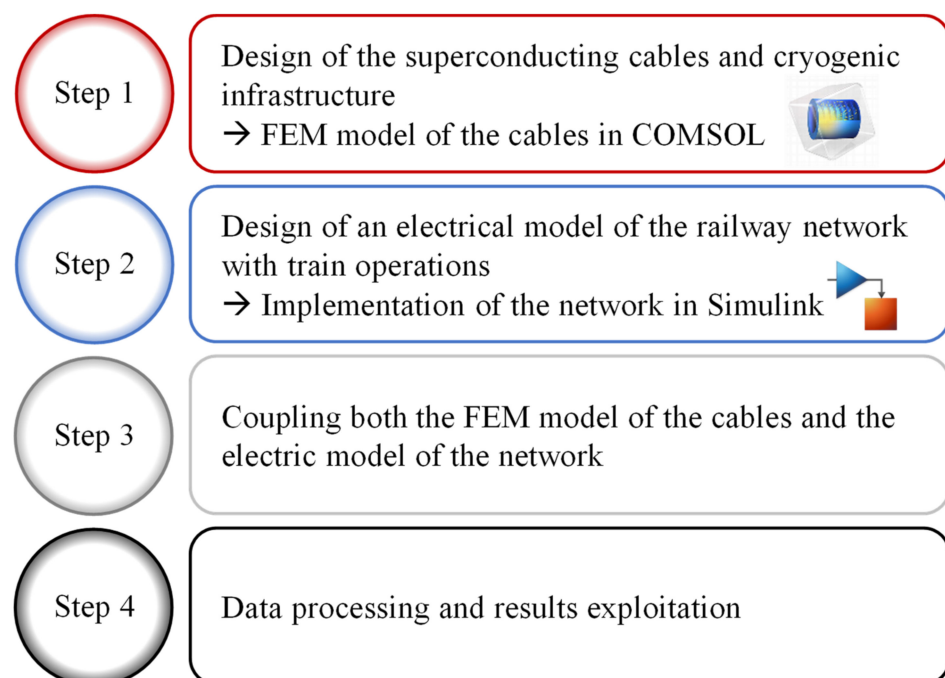 Step 1
Design of the superconducting cables and cryogenic
infrastructure
→ FEM model of the cables in COMSOL
Step 2
Design of an electrical model of the railway network
with train operations
→ Implementation of the network in Simulink
Step 3
Coupling both the FEM model of the cables and the
electric model of the network
Step 4
Data processing and results exploitation